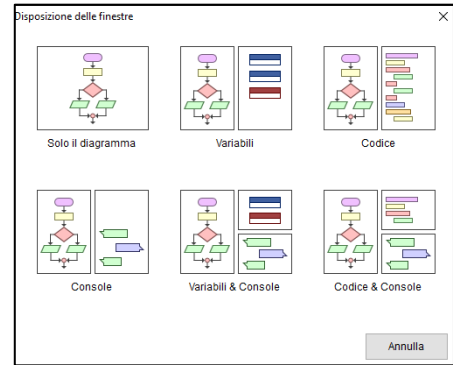 Disposizione delle finestre
Solo il diagramma
Variabili
Codice
Console
Variabili & Console
Codice & Console
Annulla